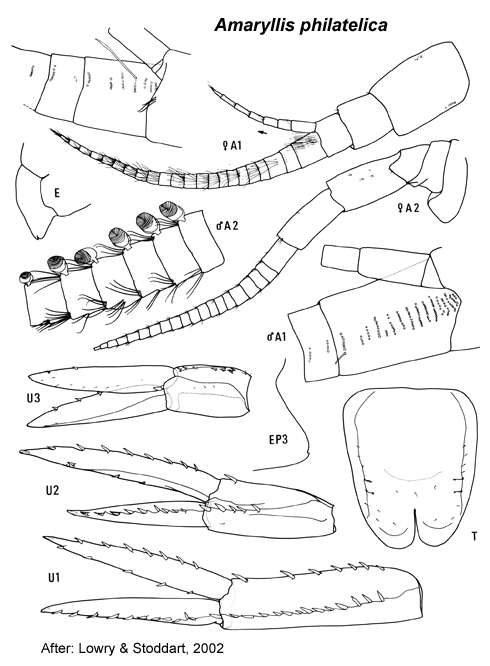 Amaryllis philatelica
♀A1
E
♀A2
♂A2
♂A1
U3
EP3
U2
T
U1
After: Lowry & Stoddart, 2002